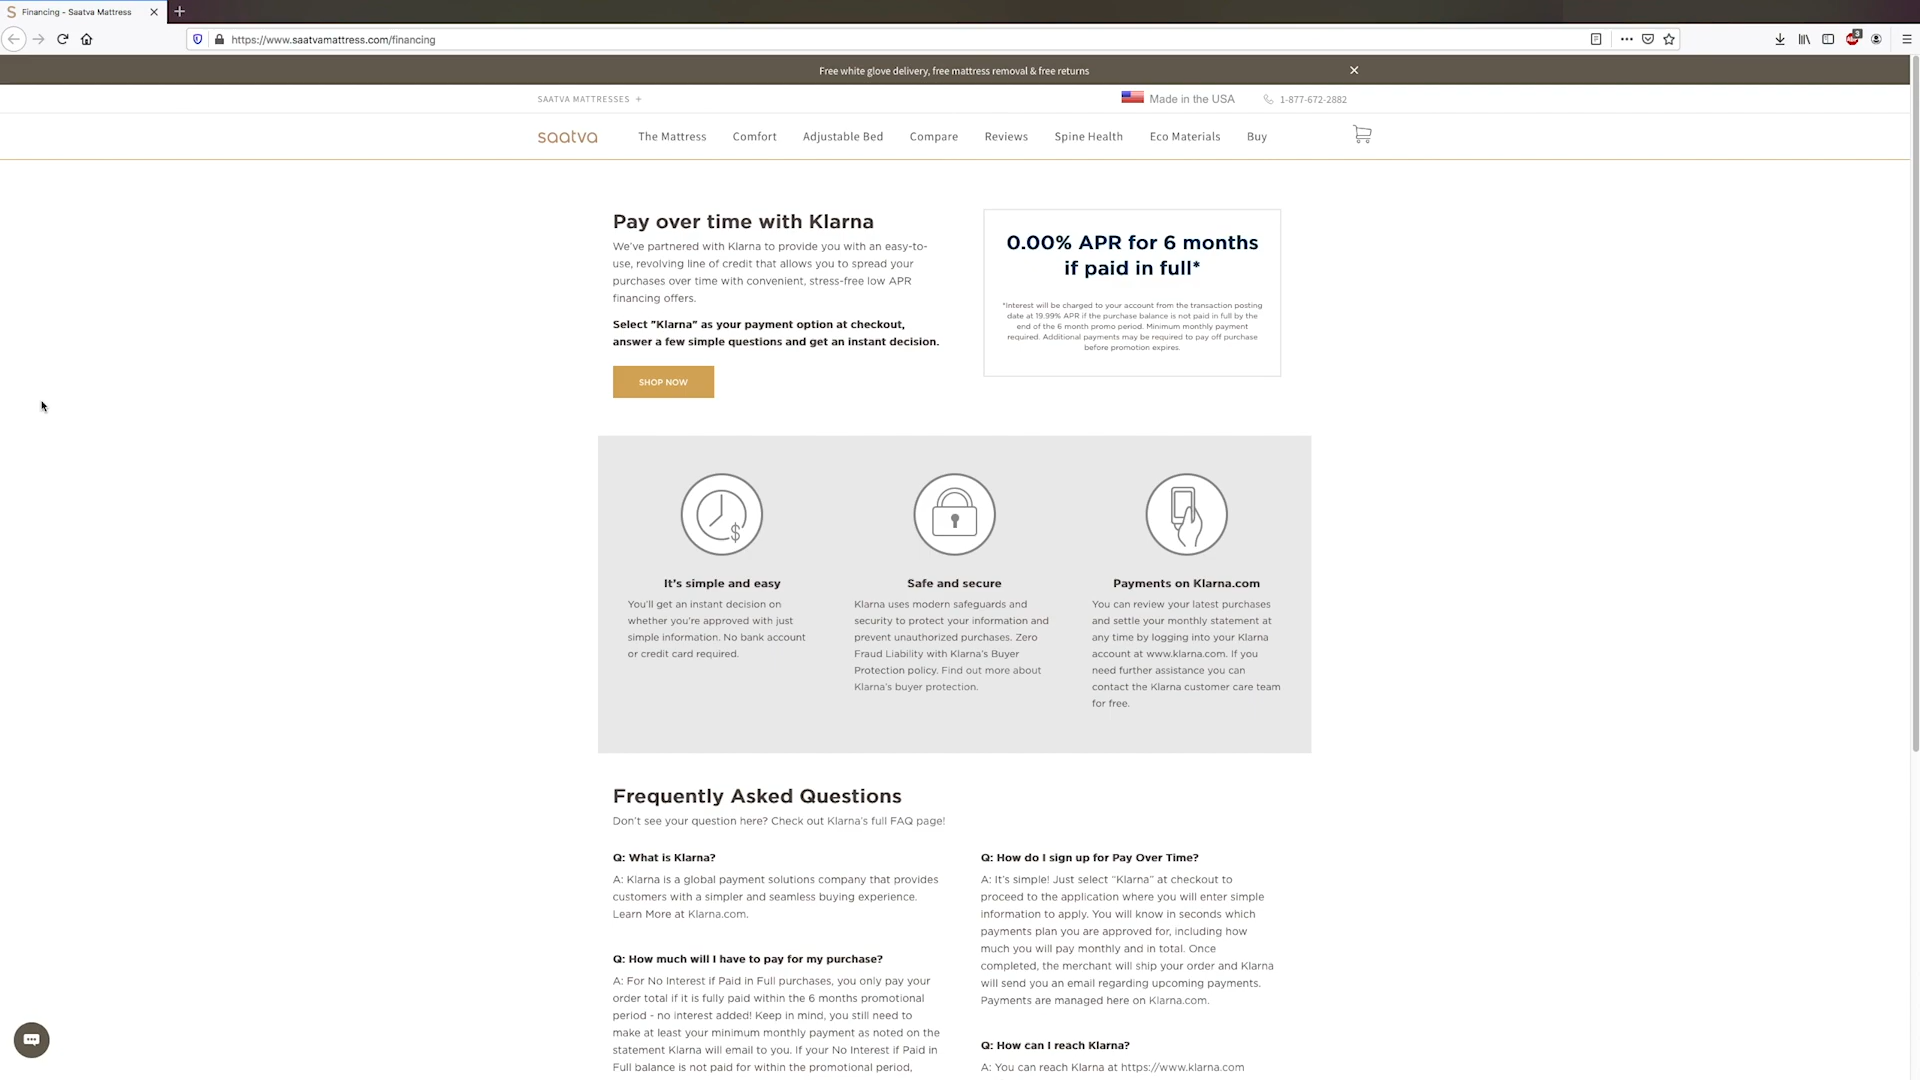 Financing - Saatva Mattress
https://www.saatvamattress.com/financing
3
Free white glove delivery, free mattress removal & free returns
SAATVA MATTRESSES +
Made in the USA
1-877-672-2882
saatva
The Mattress
Comfort
Adjustable Bed
Compare
Reviews
Spine Health
Eco Materials
Buy
Pay over time with Klarna
We've partnered with Klarna to provide you with an easy-to-
use, revolving line of credit that allows you to spread your
purchases over time with convenient, stress-free low APR
financing offers.
Select "Klarna" as your payment option at checkout,
answer a few simple questions and get an instant decision.
SHOP NOW
0.00% APR for 6 months
if paid in full*
*Interest will be charged to your account from the transaction posting
date at 19.99% APR if the purchase balance is not paid in full by the
end of the 6 month promo period. Minimum monthly payment
required. Additional payments may be required to pay off purchase
before promotion expires.
It's simple and easy
You'll get an instant decision on
whether you're approved with just
simple information. No bank account
or credit card required.
Safe and secure
Klarna uses modern safeguards and
security to protect your information and
prevent unauthorized purchases. Zero
Fraud Liability with Klarna's Buyer
Protection policy. Find out more about
Klarna's buyer protection.
Payments on Klarna.com
You can review your latest purchases
and settle your monthly statement at
any time by logging into your Klarna
account at www.klarna.com. If you
need further assistance you can
contact the Klarna customer care team
for free.
Frequently Asked Questions
Don't see your question here? Check out Klarna's full FAQ page!
Q: What is Klarna?
A: Klarna is a global payment solutions company that provides
customers with a simpler and seamless buying experience.
Learn More at Klarna.com.
Q: How much will I have to pay for my purchase?
A: For No Interest if Paid in Full purchases, you only pay your
order total if it is fully paid within the 6 months promotional
period - no interest added! Keep in mind, you still need to
make at least your minimum monthly payment as noted on the
statement Klarna will email to you. If your No Interest if Paid in
Full balance is not paid for within the promotional period,
Q: How do I sign up for Pay Over Time?
A: It's simple! Just select "Klarna" at checkout to
proceed to the application where you will enter simple
information to apply. You will know in seconds which
payments plan you are approved for, including how
much you will pay monthly and in total. Once
completed, the merchant will ship your order and Klarna
will send you an email regarding upcoming payments.
Payments are managed here on Klarna.com.
Q: How can I reach Klarna?
A: You can reach Klarna at https://www.klarna.com